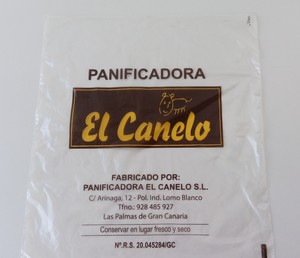 PANIFICADORA
El Canelo
FABRICADO POR:
PANIFICADORA EL CANELO S.L.
C/ Arinaga, 12 - Pol. Ind. Lomo Blanco
Tfno.: 928 485 927
Las Palmas de Gran Canaria
Conservar en lugar fresco y seco
Nº.R.S. 20.045284/GC